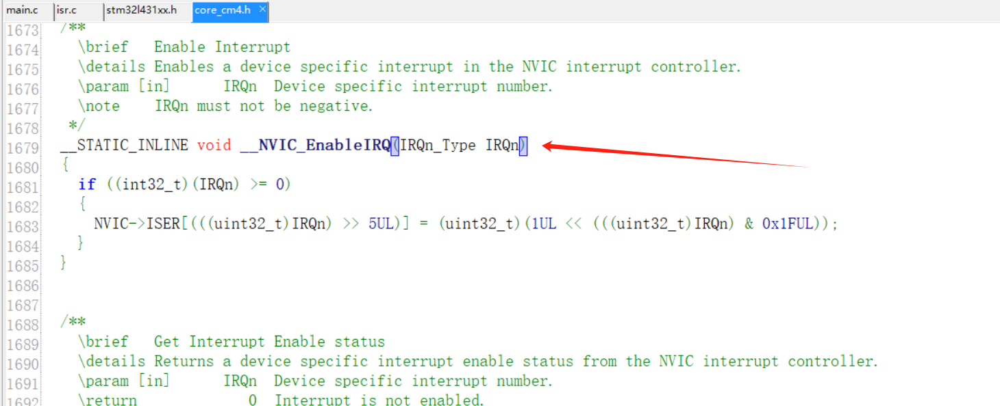 main.c isr.c stm32l431xx.h core_cm4.h ×
1673 /**
1674 \brief Enable Interrupt
1675 \details Enables a device specific interrupt in the NVIC interrupt controller.
1676 \param [in] IRQn Device specific interrupt number.
1677 \note IRQn must not be negative.
1678 */
1679 __STATIC_INLINE void __NVIC_EnableIRQ(IRQn_Type IRQn)
1680 {
1681 if ((int32_t)(IRQn) >= 0)
1682 {
1683 NVIC->ISER[(((uint32_t)IRQn) >> 5UL)] = (uint32_t)(1UL << (((uint32_t)IRQn) & 0x1FUL));
1684 }
1685 }
1686
1687
1688 /**
1689 \brief Get Interrupt Enable status
1690 \details Returns a device specific interrupt enable status from the NVIC interrupt controller.
1691 \param [in] IRQn Device specific interrupt number.
1692 \return 0 Interrupt is not enabled.